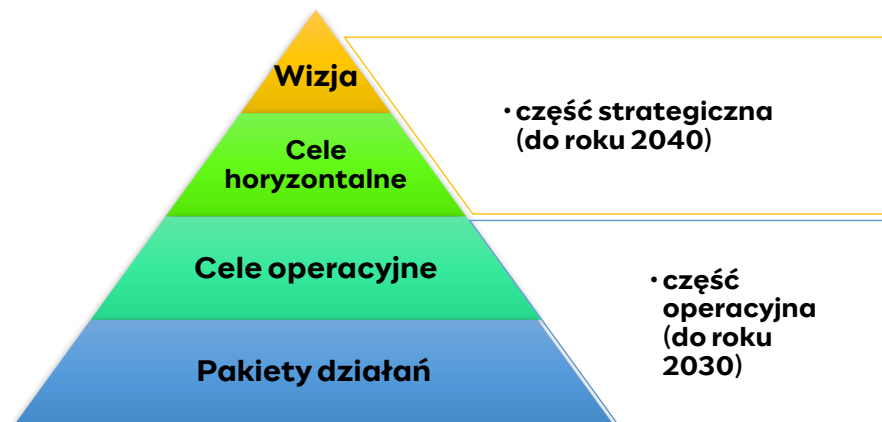 Wizja
Cele
horyzontalne
Cele operacyjne
Pakiety działań
• część strategiczna
(do roku 2040)
• część
operacyjna
(do roku
2030)